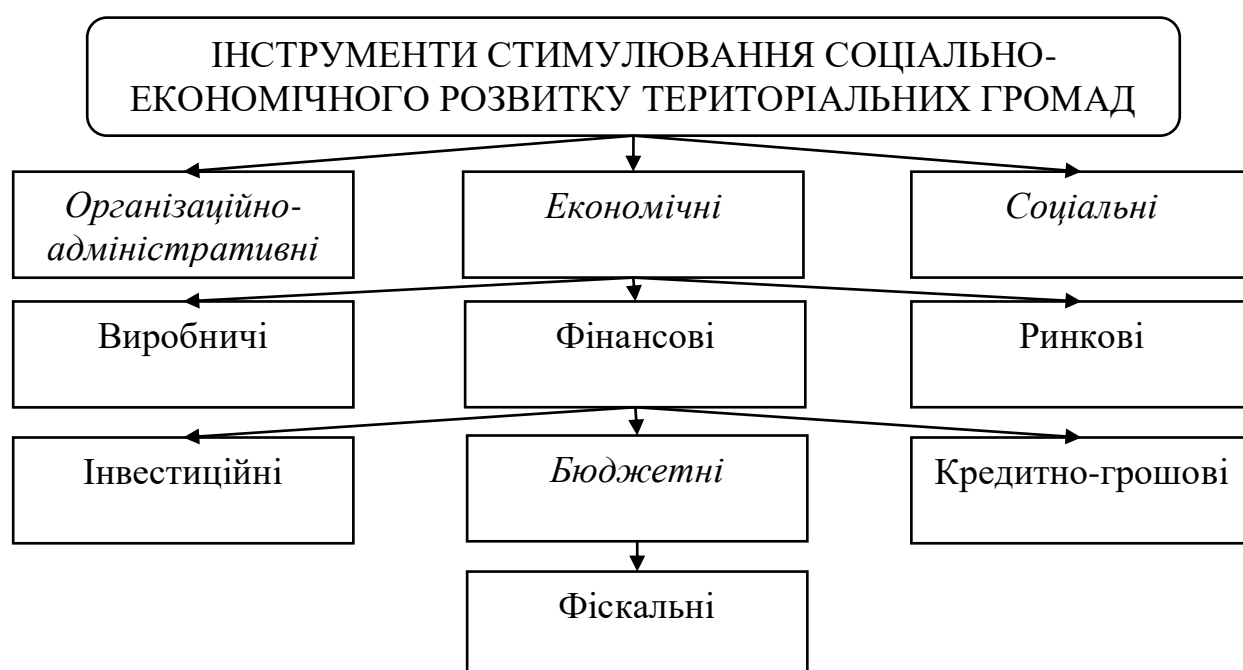 ІНСТРУМЕНТИ СТИМУЛЮВАННЯ СОЦІАЛЬНО-
ЕКОНОМІЧНОГО РОЗВИТКУ ТЕРИТОРІАЛЬНИХ ГРОМАД
Організаційно-
адміністративні
Економічні
Соціальні
Виробничі
Фінансові
Ринкові
Інвестиційні
Бюджетні
Кредитно-грошові
Фіскальні